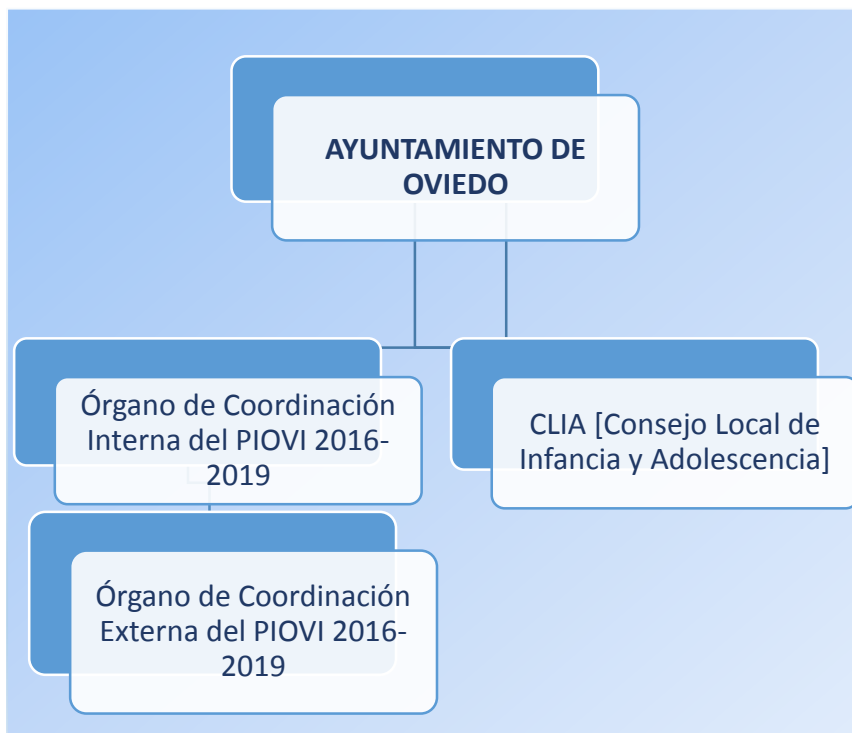 AYUNTAMIENTO DE
OVIEDO
Órgano de Coordinación
Interna del PIOVI 2016-
2019
CLIA [Consejo Local de
Infancia y Adolescencia]
Órgano de Coordinación
Externa del PIOVI 2016-
2019